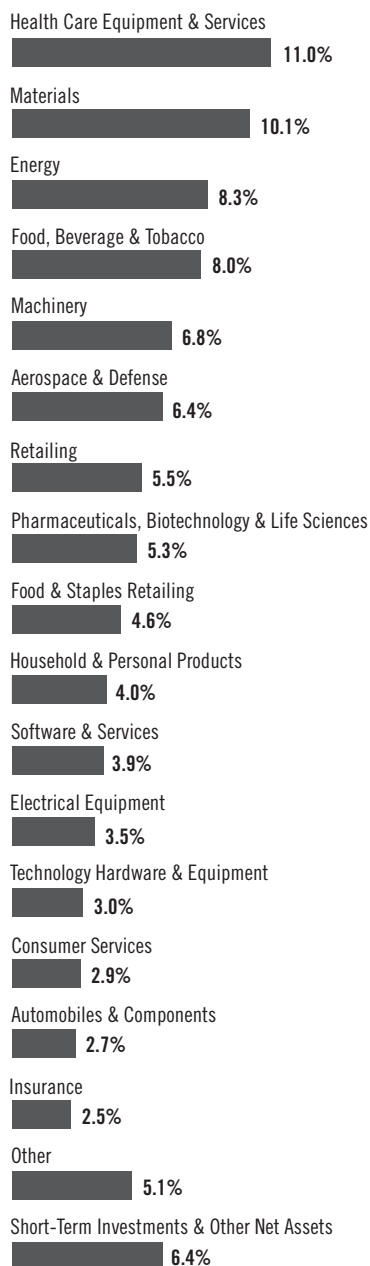 Health Care Equipment & Services
11.0%
Materials
10.1%
Energy
8.3%
Food, Beverage & Tobacco
8.0%
Machinery
6.8%
Aerospace & Defense
6.4%
Retailing
5.5%
Pharmaceuticals, Biotechnology & Life Sciences
5.3%
Food & Staples Retailing
4.6%
Household & Personal Products
4.0%
Software & Services
3.9%
Electrical Equipment
3.5%
Technology Hardware & Equipment
3.0%
Consumer Services
2.9%
Automobiles & Components
2.7%
Insurance
2.5%
Other
5.1%
Short-Term Investments & Other Net Assets
6.4%